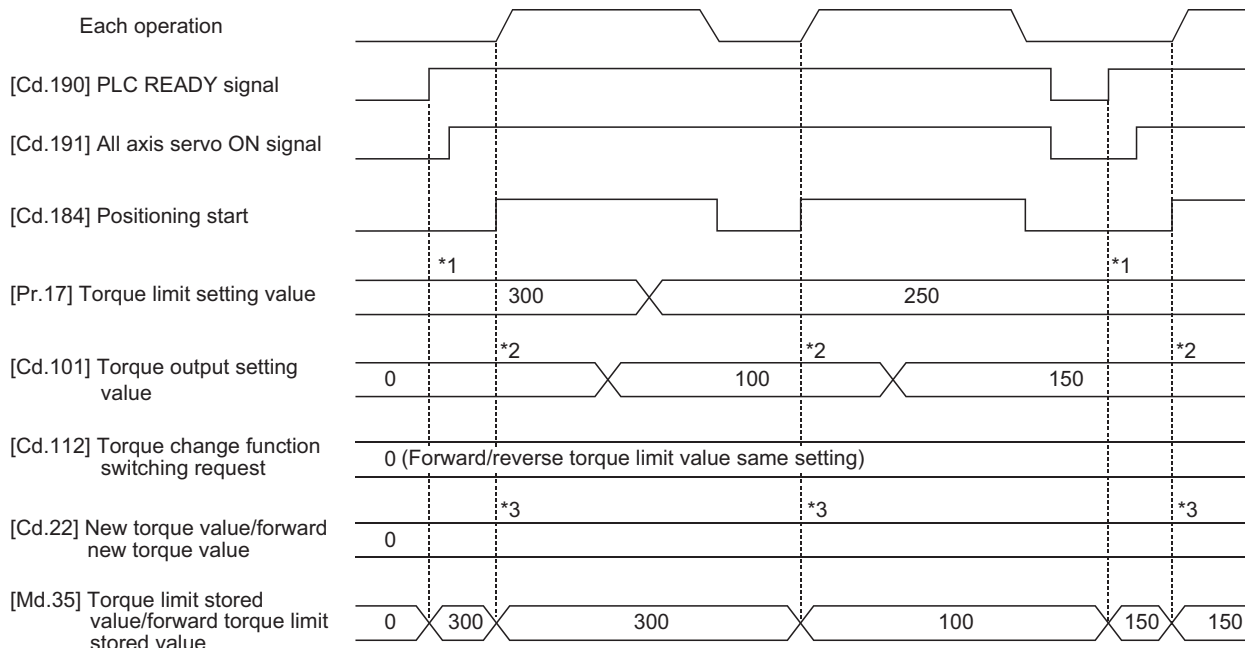 Each operation
[Cd.190] PLC READY signal
[Cd.191] All axis servo ON signal
[Cd.184] Positioning start
*1 *1
[Pr.17] Torque limit setting value 300 250
*2 *2 *2
[Cd.101] Torque output setting
value
0 100 150
[Cd.112] Torque change function
switching request
0 (Forward/reverse torque limit value same setting)
*3 *3 *3
[Cd.22] New torque value/forward
new torque value
0
[Md.35] Torque limit stored
value/forward torque limit
stored value
0 300 300 100 150 150